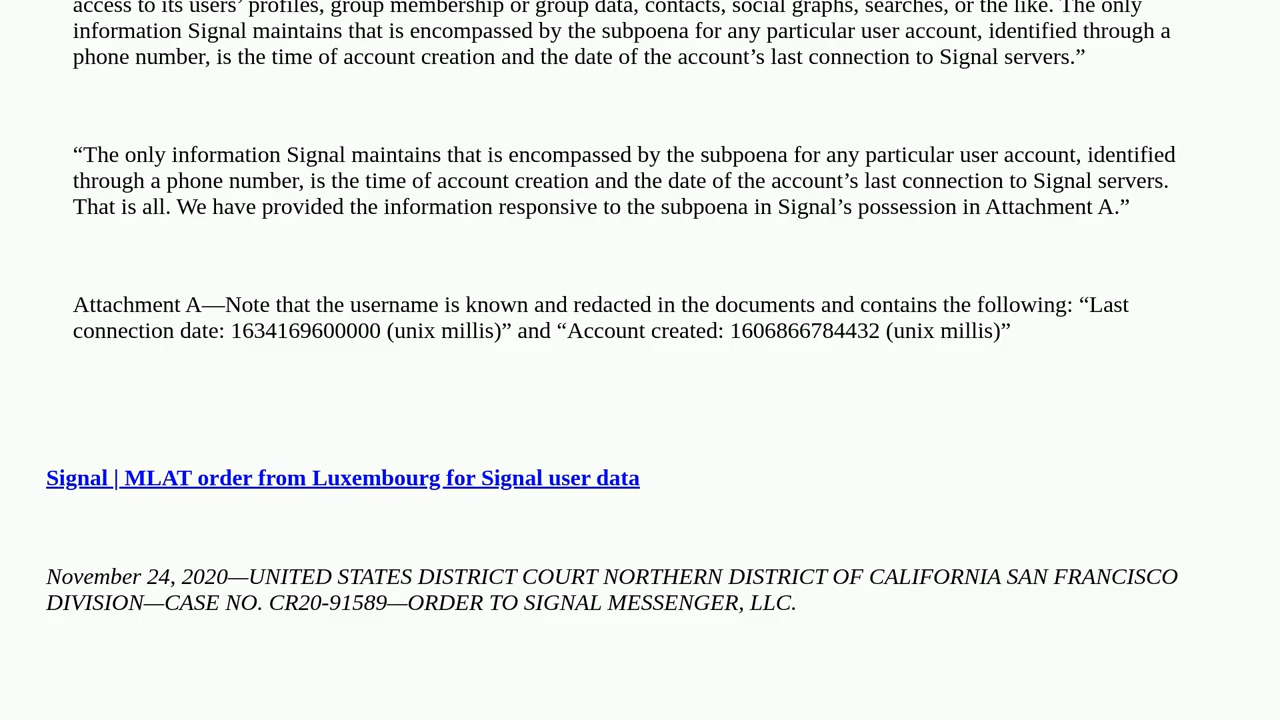 access to its users’ profiles, group membership or group data, contacts, social graphs, searches, or the like. The only
information Signal maintains that is encompassed by the subpoena for any particular user account, identified through a
phone number, is the time of account creation and the date of the account’s last connection to Signal servers.”
“The only information Signal maintains that is encompassed by the subpoena for any particular user account, identified
through a phone number, is the time of account creation and the date of the account’s last connection to Signal servers.
That is all. We have provided the information responsive to the subpoena in Signal’s possession in Attachment A.”
Attachment A—Note that the username is known and redacted in the documents and contains the following: “Last
connection date: 1634169600000 (unix millis)” and “Account created: 1606866784432 (unix millis)”
Signal | MLAT order from Luxembourg for Signal user data
November 24, 2020—UNITED STATES DISTRICT COURT NORTHERN DISTRICT OF CALIFORNIA SAN FRANCISCO
DIVISION—CASE NO. CR20-91589—ORDER TO SIGNAL MESSENGER, LLC.